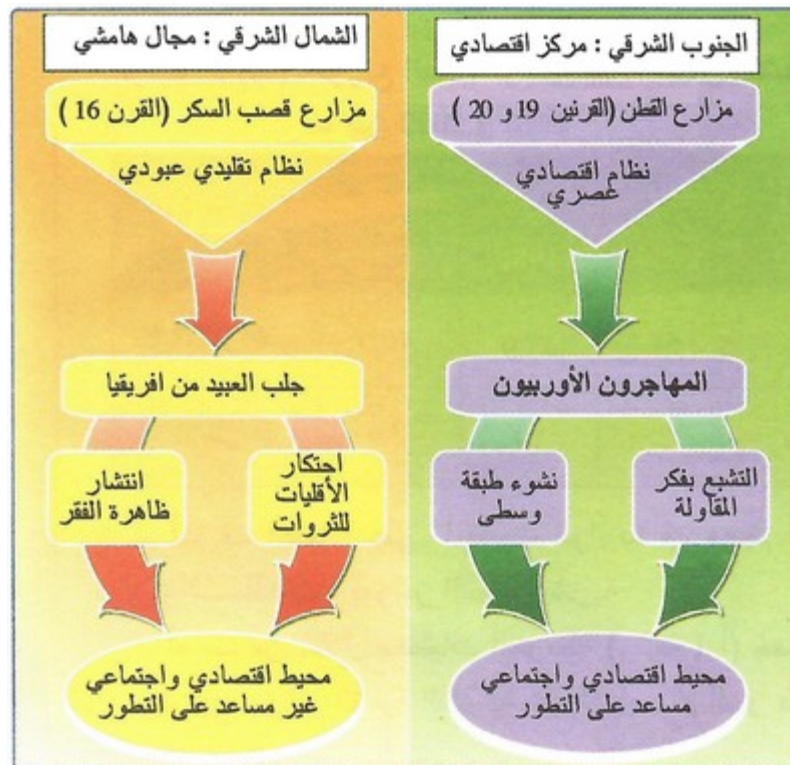 الجنوب الشرقي : مركز اقتصادي
مزارع القطن (القرنين 19 و 20 )
نظام اقتصادي
عصري
المهاجرون الأوربيون
التشبع بفكر
المقاولة
نشوء طبقة
وسطى
محيط اقتصادي واجتماعي
مساعد على التطور
الشمال الشرقي : مجال هامشي
مزارع قصب السكر (القرن 16 )
نظام تقليدي عبودي
جلب العبيد من افريقيا
احتكار
الأقليات
للثروات
انتشار
ظاهرة الفقر
محيط اقتصادي واجتماعي
غير مساعد على التطور